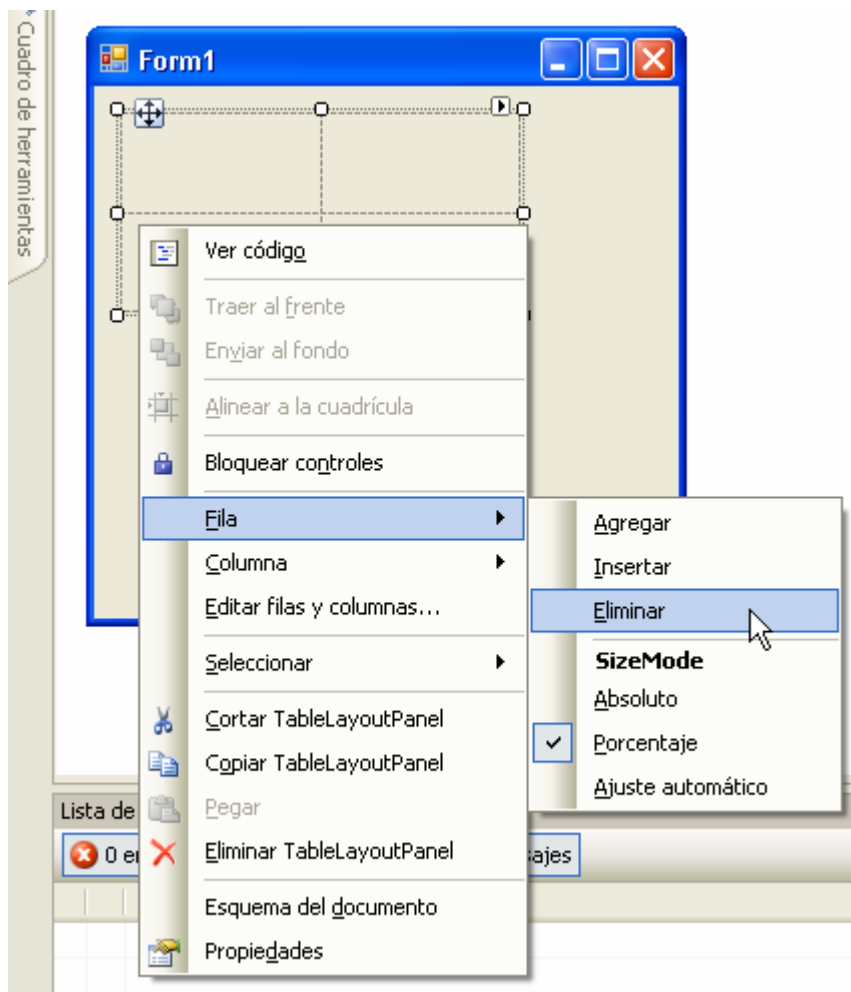 Cuadro de herramientas
Form1
Ver código
Traer al frente
Enviar al fondo
Alinear a la cuadrícula
Bloquear controles
Fila
Columna
Editar filas y columnas...
Seleccionar
Cortar TableLayoutPanel
Copiar TableLayoutPanel
Pegar
Eliminar TableLayoutPanel
Esquema del documento
Propiedades
Agregar
Insertar
Eliminar
SizeMode
Absoluto
Porcentaje
Ajuste automático
Lista de
0 e
sajes